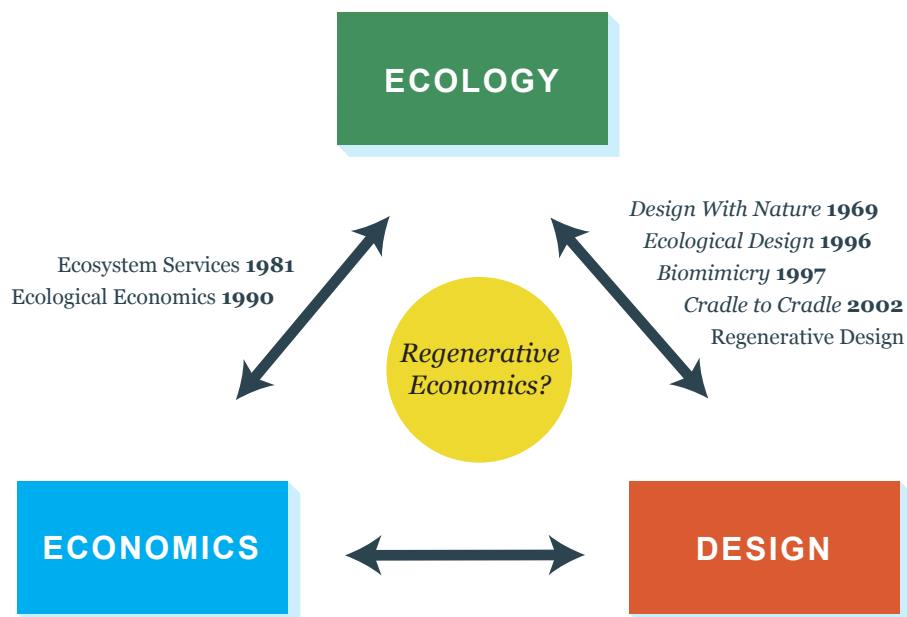 ECOLOGY
Design With Nature 1969
Ecological Design 1996
Biomimicry 1997
Cradle to Cradle 2002
Regenerative Design
Ecosystem Services 1981
Ecological Economics 1990
Regenerative
Economics?
ECONOMICS
DESIGN